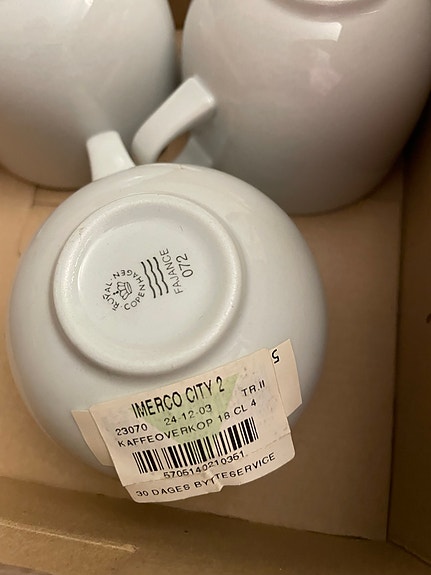 ROYAL COPENHAGEN
FAJANCE
072
5
IMERCO CITY 2
23070 24-12-03 TR.II
KAFFEOVERKOP 18 CL 4
5705140210361
30 DAGES BYTTESERVICE